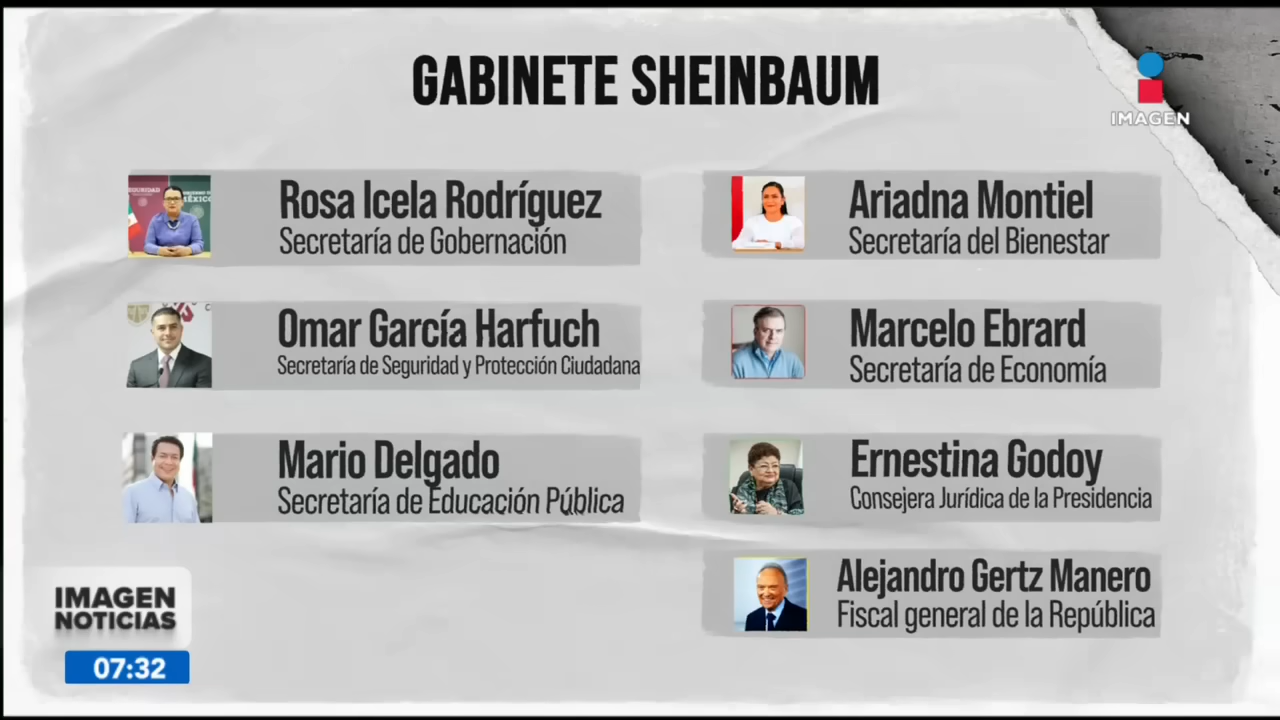 GABINETE SHEINBAUM
IMAGEN
Rosa Icela Rodríguez
Secretaría de Gobernación
Omar García Harfuch
Secretaría de Seguridad y Protección Ciudadana
Mario Delgado
Secretaría de Educación Pública
Ariadna Montiel
Secretaría del Bienestar
Marcelo Ebrard
Secretaría de Economía
Ernestina Godoy
Consejera Jurídica de la Presidencia
Alejandro Gertz Manero
Fiscal general de la República
IMAGEN
NOTICIAS
07:32